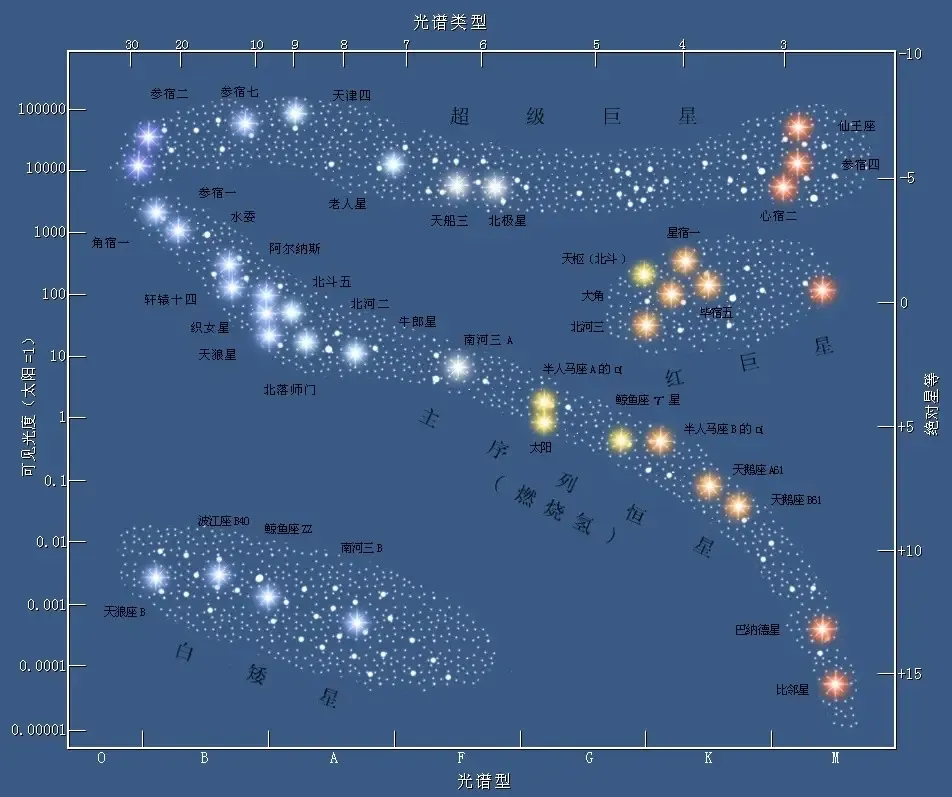 光谱类型
30 20 10 9 8 7 6 5 4 3
-10
参宿二 参宿七 天津四
超级巨星
仙王座
100000
10000
参宿四
-5
参宿一
老人星
水委
天船三 北极星
心宿二
1000
角宿一
阿尔纳斯
星宿一
天枢(北斗)
北斗五
轩辕十四
100
大角
0
北河二
毕宿五
织女星
牛郎星
北河三
南河三 A
红巨星
天狼星
10
半人马座A的α
北落师门
鲸鱼座 τ 星
可见光度(太阳=1)
绝对星等
1
+5
主序列恒星
半人马座B的α
太阳
(燃烧氢)
天鹅座A61
0.1
天鹅座B61
波江座B40
鲸鱼座ZZ
0.01
南河三B
+10
天狼座B
0.001
巴纳德星
白矮星
0.0001
+15
比邻星
0.00001
O B A F G K M
光谱型